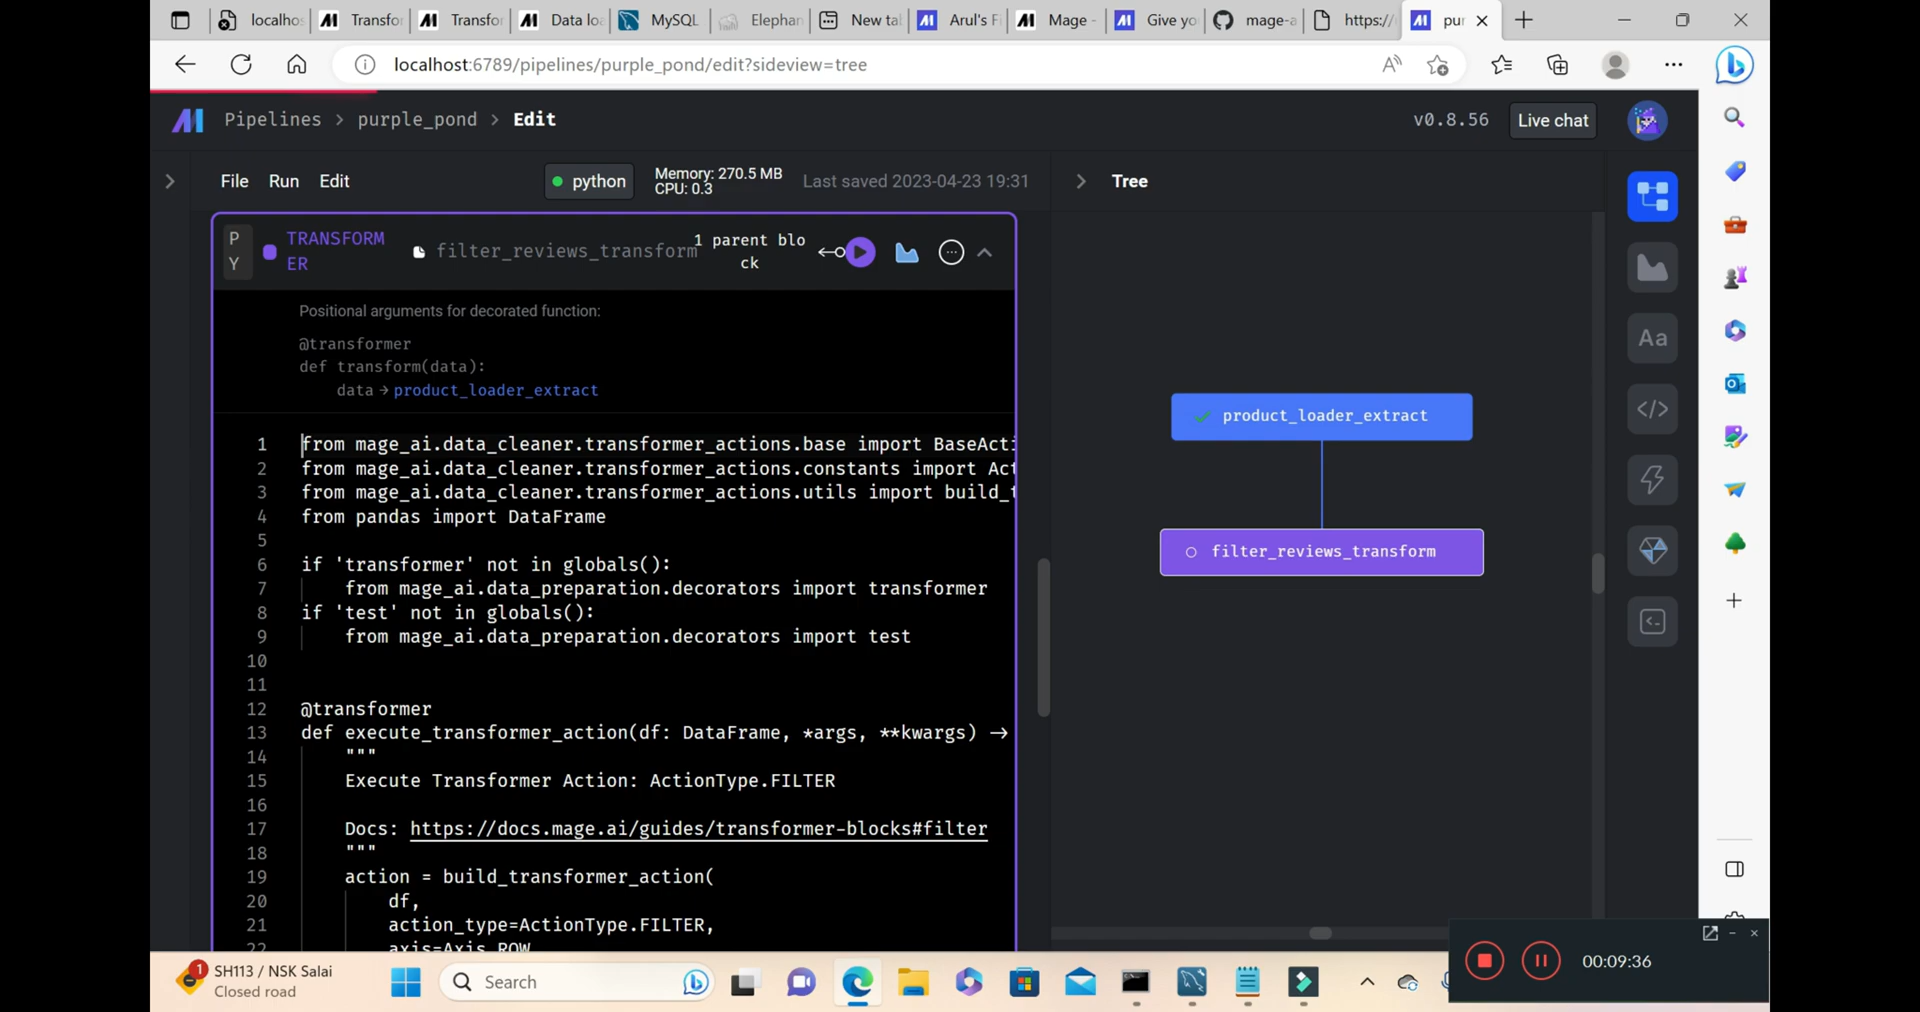 localhos
Transfo
Transfo
Data loa
MySQL
Elephan
New tab
Arul's F
Mage -
Give yo
mage-a
https://
pur
localhost:6789/pipelines/purple_pond/edit?sideview=tree
Pipelines > purple_pond > Edit
v0.8.56
Live chat
File Run Edit
python
Memory: 270.5 MB
CPU: 0.3
Last saved 2023-04-23 19:31
Tree
PY
TRANSFORM
ER
filter_reviews_transform
1 parent blo
ck
Positional arguments for decorated function:
@transformer
def transform(data):
data → product_loader_extract
1 from mage_ai.data_cleaner.transformer_actions.base import BaseActi
2 from mage_ai.data_cleaner.transformer_actions.constants import Act
3 from mage_ai.data_cleaner.transformer_actions.utils import build_t
4 from pandas import DataFrame
5
6 if 'transformer' not in globals():
7 from mage_ai.data_preparation.decorators import transformer
8 if 'test' not in globals():
9 from mage_ai.data_preparation.decorators import test
10
11
12 @transformer
13 def execute_transformer_action(df: DataFrame, *args, **kwargs) →
14 """
15 Execute Transformer Action: ActionType.FILTER
16
17 Docs: https://docs.mage.ai/guides/transformer-blocks#filter
18 """
19 action = build_transformer_action(
20 df,
21 action_type=ActionType.FILTER,
22 axis=Axis.ROW
product_loader_extract
filter_reviews_transform
Aa
00:09:36
1
SH113 / NSK Salai
Closed road
Search